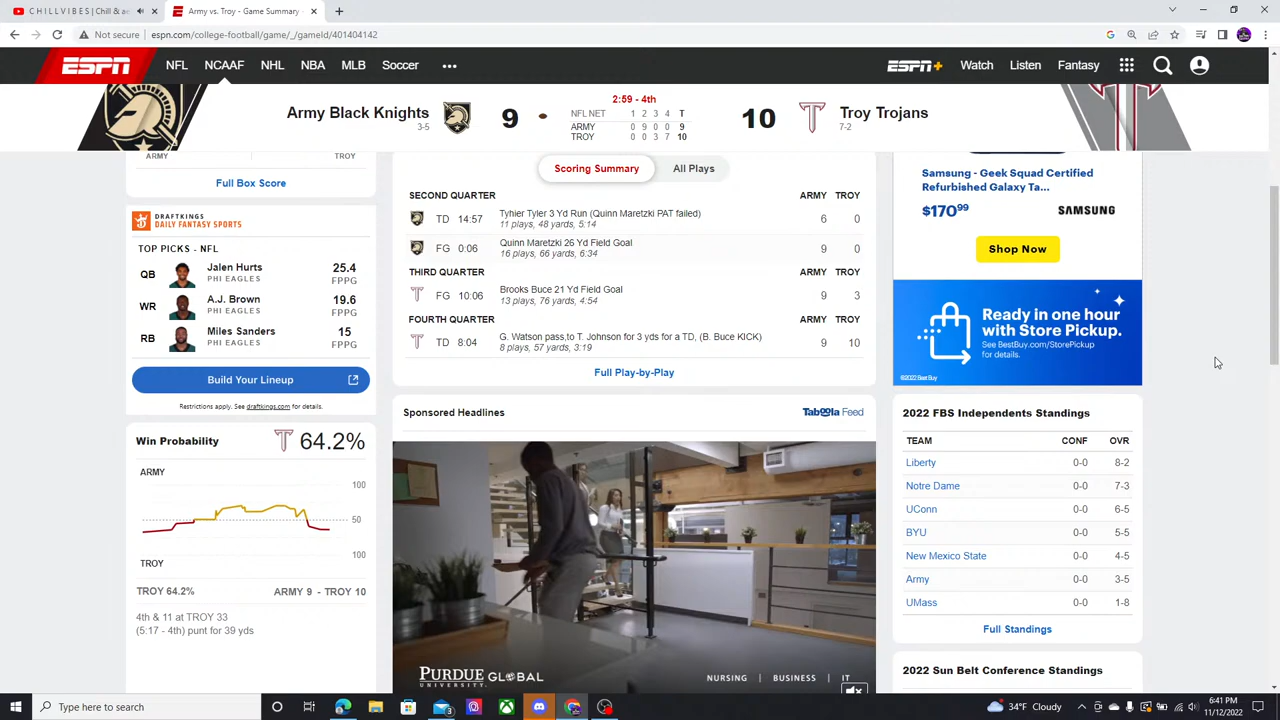 C H I L L V I B E S | Chill & ae
Army vs. Troy - Game Summary -
Not secure | espn.com/college-football/game/_/gameId/401404142
ESPN NFL NCAAF NHL NBA MLB Soccer ••• ESPN+ Watch Listen Fantasy
2:59 - 4th
Army Black Knights 9
3-5
NFL NET 1 2 3 4 T
ARMY 0 9 0 0 9
TROY 0 0 3 7 10
10 Troy Trojans
7-2
ARMY TROY
Full Box Score
DRAFTKINGS
DAILY FANTASY SPORTS
TOP PICKS - NFL
QB Jalen Hurts 25.4
PHI EAGLES FPPG
WR A.J. Brown 19.6
PHI EAGLES FPPG
RB Miles Sanders 15
PHI EAGLES FPPG
Build Your Lineup
Restrictions apply. See draftkings.com for details.
Win Probability T 64.2%
ARMY
100
50
100
TROY
TROY 64.2% ARMY 9 - TROY 10
4th & 11 at TROY 33
(5:17 - 4th) punt for 39 yds
Scoring Summary All Plays
SECOND QUARTER ARMY TROY
TD 14:57 Tyhier Tyler 3 Yd Run (Quinn Maretzki PAT failed) 6 0
11 plays, 48 yards, 5:14
FG 0:06 Quinn Maretzki 26 Yd Field Goal 9 0
16 plays, 66 yards, 6:34
THIRD QUARTER ARMY TROY
FG 10:06 Brooks Buce 21 Yd Field Goal 9 3
13 plays, 76 yards, 4:54
FOURTH QUARTER ARMY TROY
TD 8:04 G. Watson pass,to T. Johnson for 3 yds for a TD, (B. Buce KICK) 9 10
8 plays, 57 yards, 3:19
Full Play-by-Play
Sponsored Headlines Taboola Feed
PURDUE UNIVERSITY GLOBAL NURSING | BUSINESS | IT
Samsung - Geek Squad Certified
Refurbished Galaxy Ta...
$170.99 SAMSUNG
Shop Now
Ready in one hour
with Store Pickup.
See BestBuy.com/StorePickup
for details.
©2022 Best Buy
2022 FBS Independents Standings
TEAM CONF OVR
Liberty 0-0 8-2
Notre Dame 0-0 7-3
UConn 0-0 6-5
BYU 0-0 5-5
New Mexico State 0-0 4-5
Army 0-0 3-5
UMass 0-0 1-8
Full Standings
2022 Sun Belt Conference Standings
Type here to search
3
34°F Cloudy
6:41 PM
11/12/2022